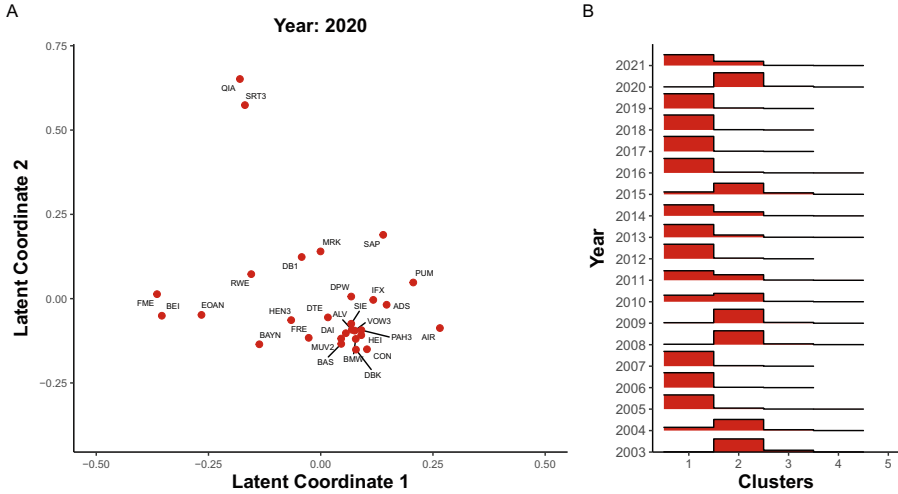 A
Year: 2020
0.75
0.50
0.25
0.00
−0.25
Latent Coordinate 2
QIA
SRT3
SAP
MRK
DB1
RWE
PUM
FME
BEI
EOAN
DPW
IFX
SIE
ADS
HEN3
DTE
ALV
VOW3
BAYN
FRE
DAI
PAH3
AIR
MUV2
HEI
BAS
BMW
CON
DBK
−0.50
−0.25
0.00
0.25
0.50
Latent Coordinate 1
B
Year
2021
2020
2019
2018
2017
2016
2015
2014
2013
2012
2011
2010
2009
2008
2007
2006
2005
2004
2003
1
2
3
4
5
Clusters